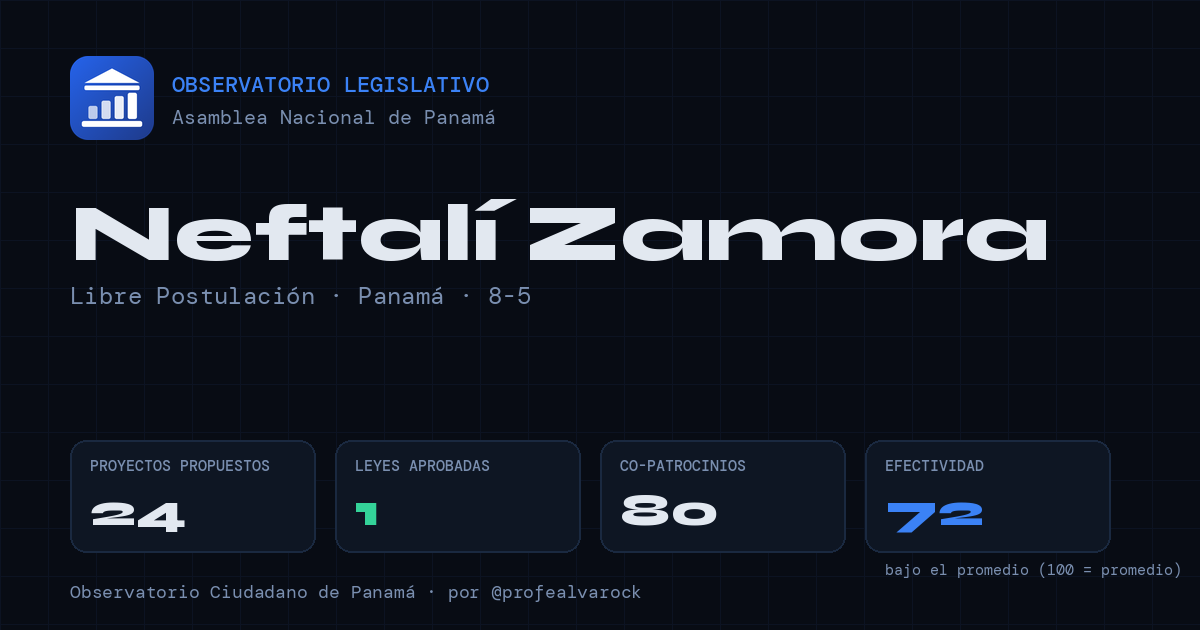 OBSERVATORIO LEGISLATIVO
Asamblea Nacional de Panamá
Neftalí Zamora
Libre Postulación · Panamá · 8-5
PROYECTOS PROPUESTOS
24
LEYES APROBADAS
1
CO-PATROCINIOS
80
EFECTIVIDAD
72
bajo el promedio (100 = promedio)
Observatorio Ciudadano de Panamá · por @profealvarock